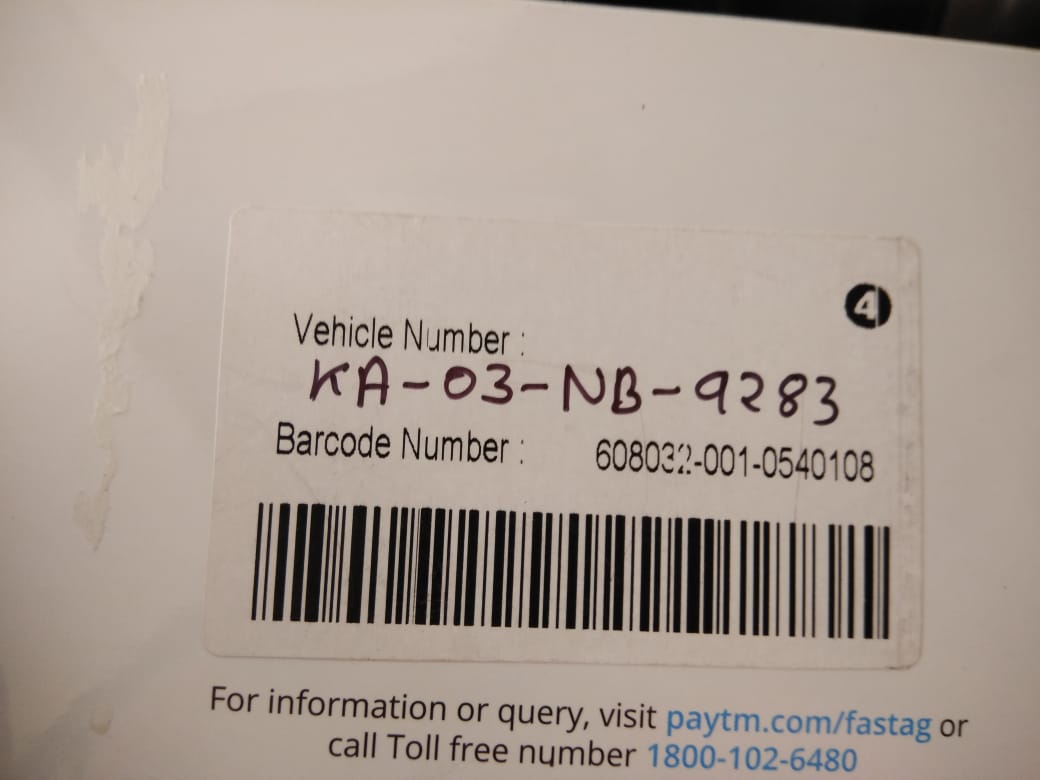 4
Vehicle Number :
KA-03-NB-9283
Barcode Number : 608032-001-0540108
For information or query, visit paytm.com/fastag or
call Toll free number 1800-102-6480